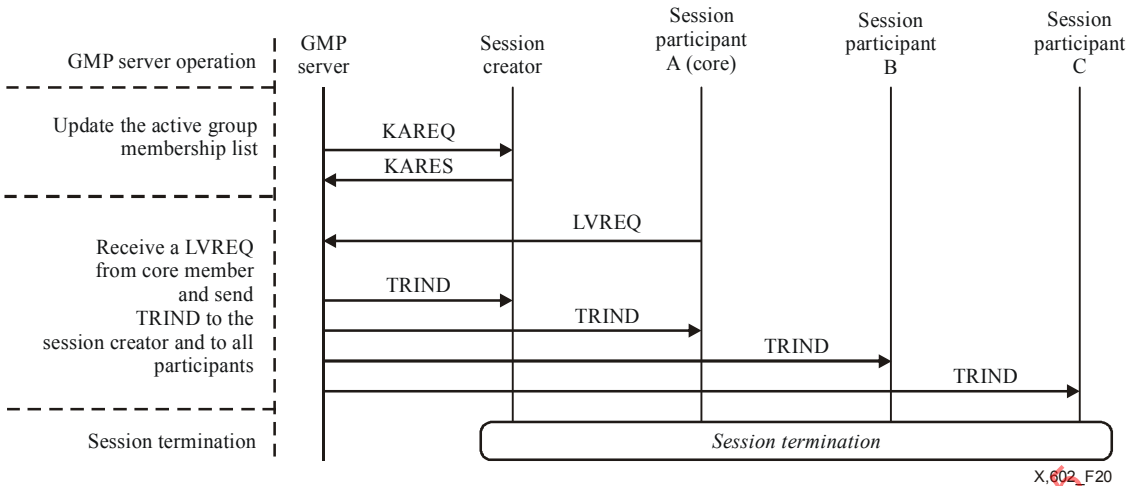 GMP server operation
GMP
server
Session
creator
Session
participant
A (core)
Session
participant
B
Session
participant
C
Update the active group
membership list
KAREQ
KARES
Receive a LVREQ
from core member
and send
TRIND to the
session creator and to all
participants
LVREQ
TRIND
TRIND
TRIND
TRIND
Session termination
Session termination
X,602_F20